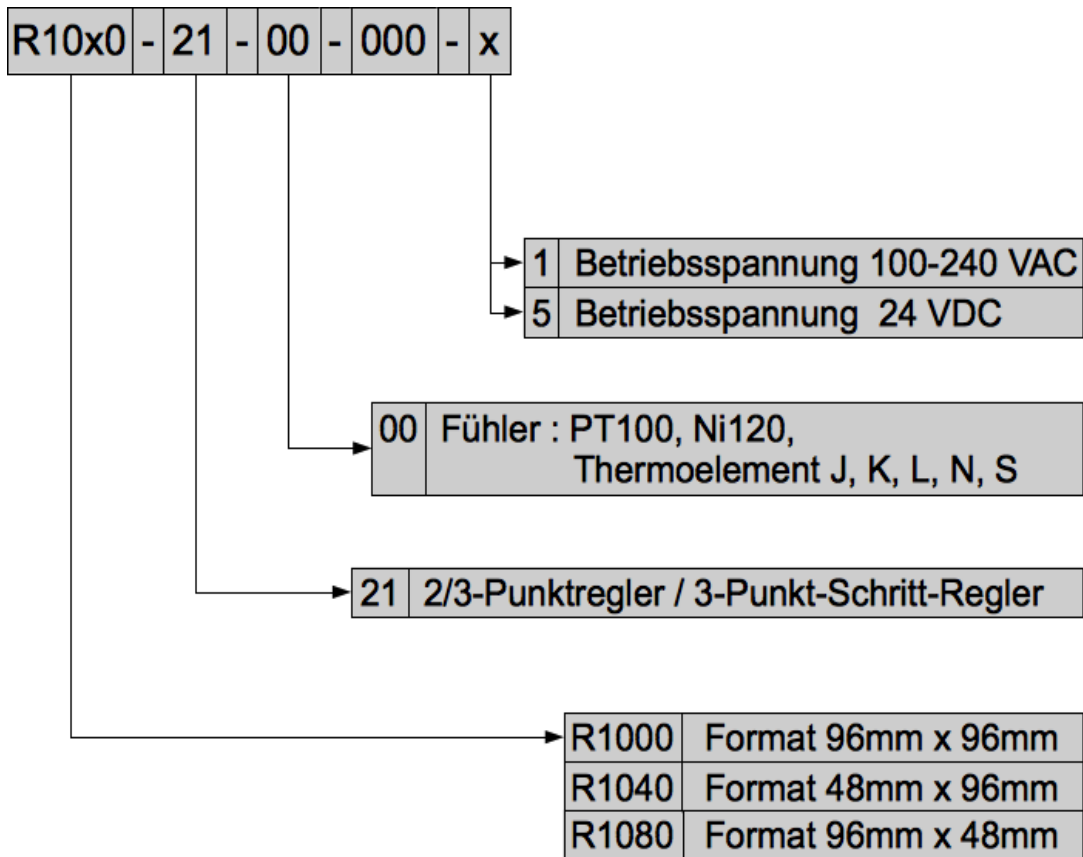 R10x0 - 21 - 00 - 000 - x
1 Betriebsspannung 100-240 VAC
5 Betriebsspannung 24 VDC
00 Fühler : PT100, Ni120,
Thermoelement J, K, L, N, S
21 2/3-Punktregler / 3-Punkt-Schritt-Regler
R1000 Format 96mm x 96mm
R1040 Format 48mm x 96mm
R1080 Format 96mm x 48mm